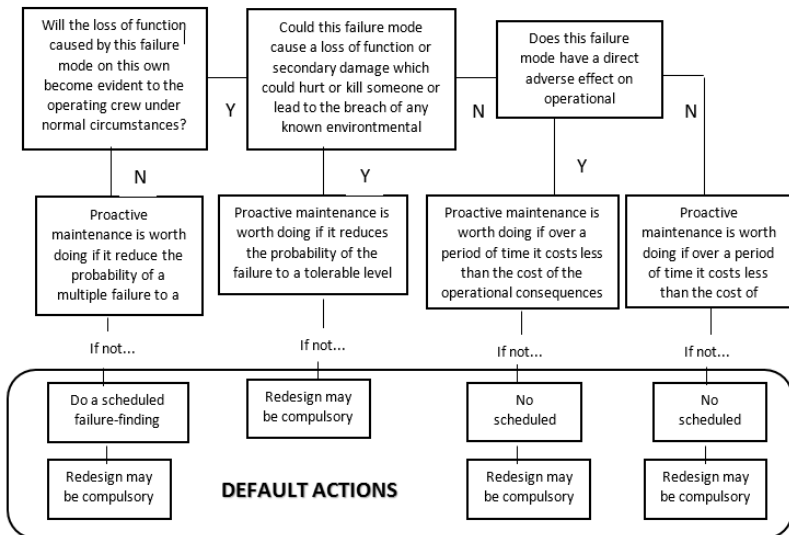 Will the loss of function
caused by this failure
mode on this own
become evident to the
operating crew under
normal circumstances?
Y
Could this failure mode
cause a loss of function or
secondary damage which
could hurt or kill someone or
lead to the breach of any
known environtmental
N
Does this failure
mode have a direct
adverse effect on
operational
N
N
Y
Y
Proactive
maintenance is worth
doing if it reduce the
probability of a
multiple failure to a
Proactive maintenance is
worth doing if it reduces
the probability of the
failure to a tolerable level
Proactive maintenance is
worth doing if over a
period of time it costs less
than the cost of the
operational consequences
Proactive
maintenance is worth
doing if over a period
of time it costs less
than the cost of
If not...
If not...
If not...
If not...
Do a scheduled
failure-finding
Redesign may
be compulsory
No
scheduled
No
scheduled
Redesign may
be compulsory
DEFAULT ACTIONS
Redesign may
be compulsory
Redesign may
be compulsory